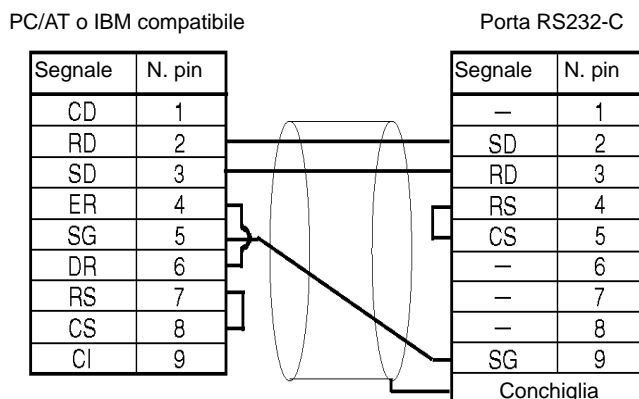 PC/AT o IBM compatibile
Porta RS232-C
Segnale N. pin
CD 1
RD 2
SD 3
ER 4
SG 5
DR 6
RS 7
CS 8
CI 9
Segnale N. pin
— 1
SD 2
RD 3
RS 4
CS 5
— 6
— 7
— 8
SG 9
Conchiglia